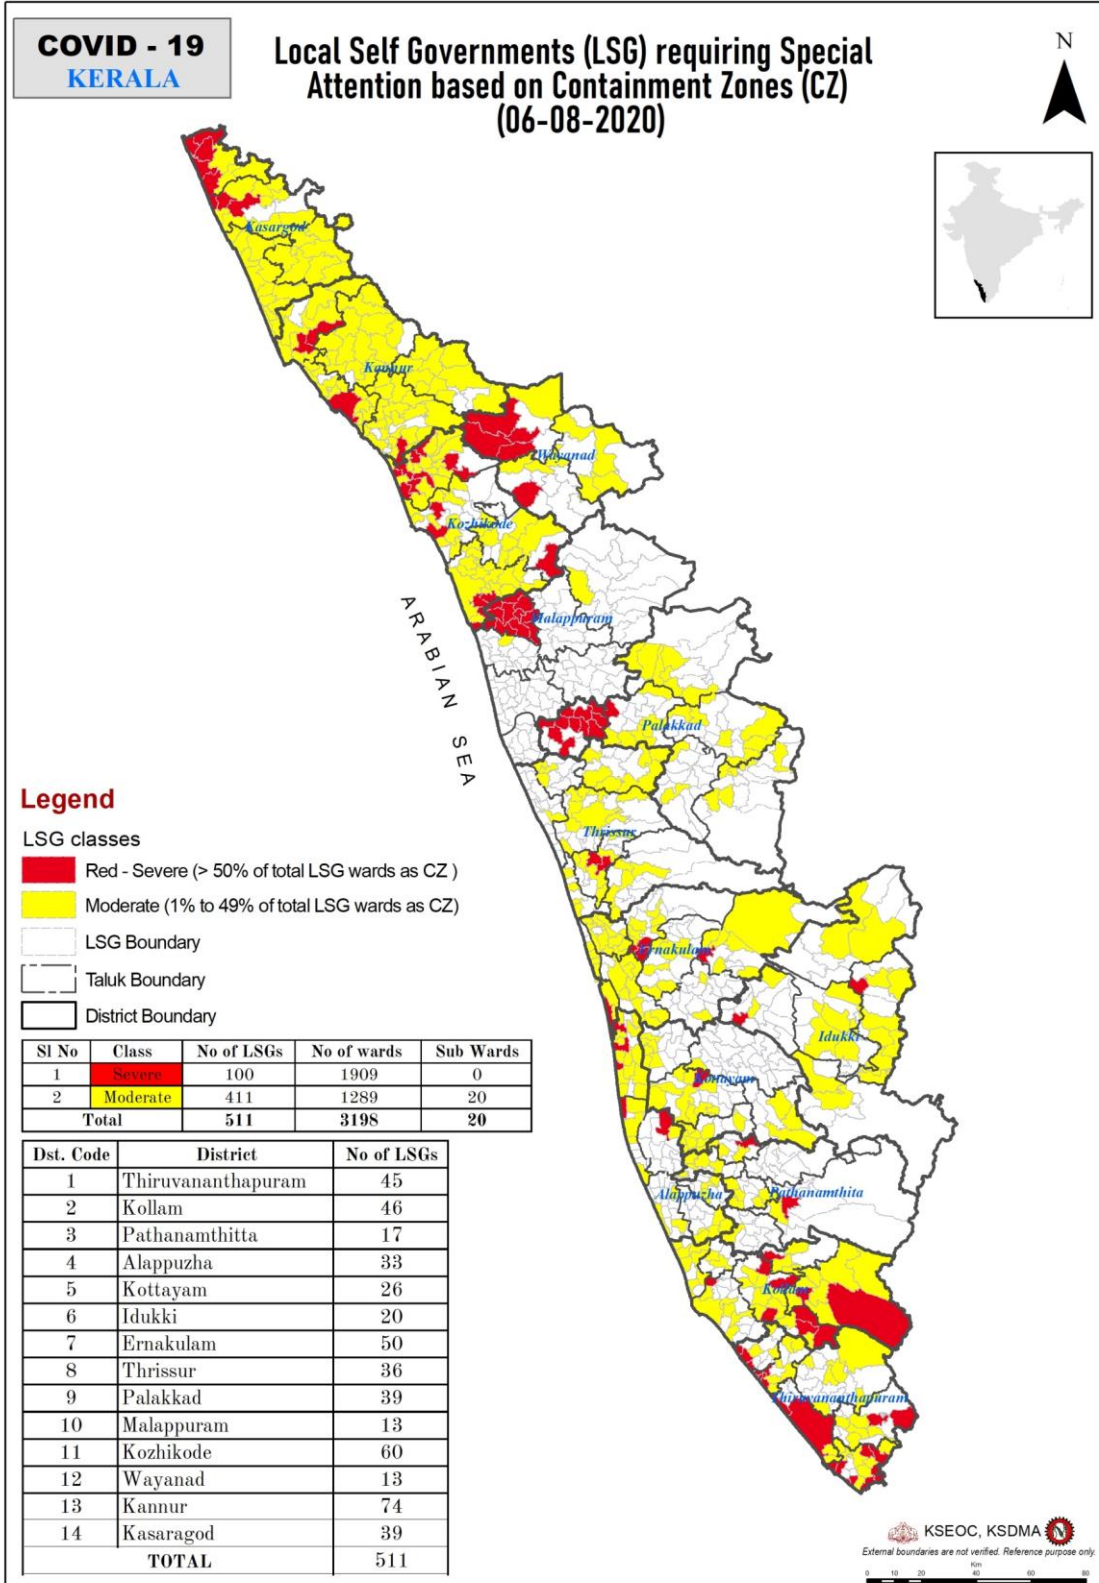 COVID - 19
KERALA
Local Self Governments (LSG) requiring Special
Attention based on Containment Zones (CZ)
(06-08-2020)
N
Kasargod
Kannur
Wayanad
Kozhikode
Malappuram
ARABIAN SEA
Palakkad
Thrissur
Ernakulam
Idukki
Kottayam
Alappuzha
Pathanamthita
Kollam
Thiruvananthapuram
Legend
LSG classes
Red - Severe (> 50% of total LSG wards as CZ )
Moderate (1% to 49% of total LSG wards as CZ)
LSG Boundary
Taluk Boundary
District Boundary
Sl No Class No of LSGs No of wards Sub Wards
1 Severe 100 1909 0
2 Moderate 411 1289 20
Total 511 3198 20
Dst. Code District No of LSGs
1 Thiruvananthapuram 45
2 Kollam 46
3 Pathanamthitta 17
4 Alappuzha 33
5 Kottayam 26
6 Idukki 20
7 Ernakulam 50
8 Thrissur 36
9 Palakkad 39
10 Malappuram 13
11 Kozhikode 60
12 Wayanad 13
13 Kannur 74
14 Kasaragod 39
TOTAL 511
KSEOC, KSDMA
External boundaries are not verified. Reference purpose only.
Km
0 10 20 40 60 80